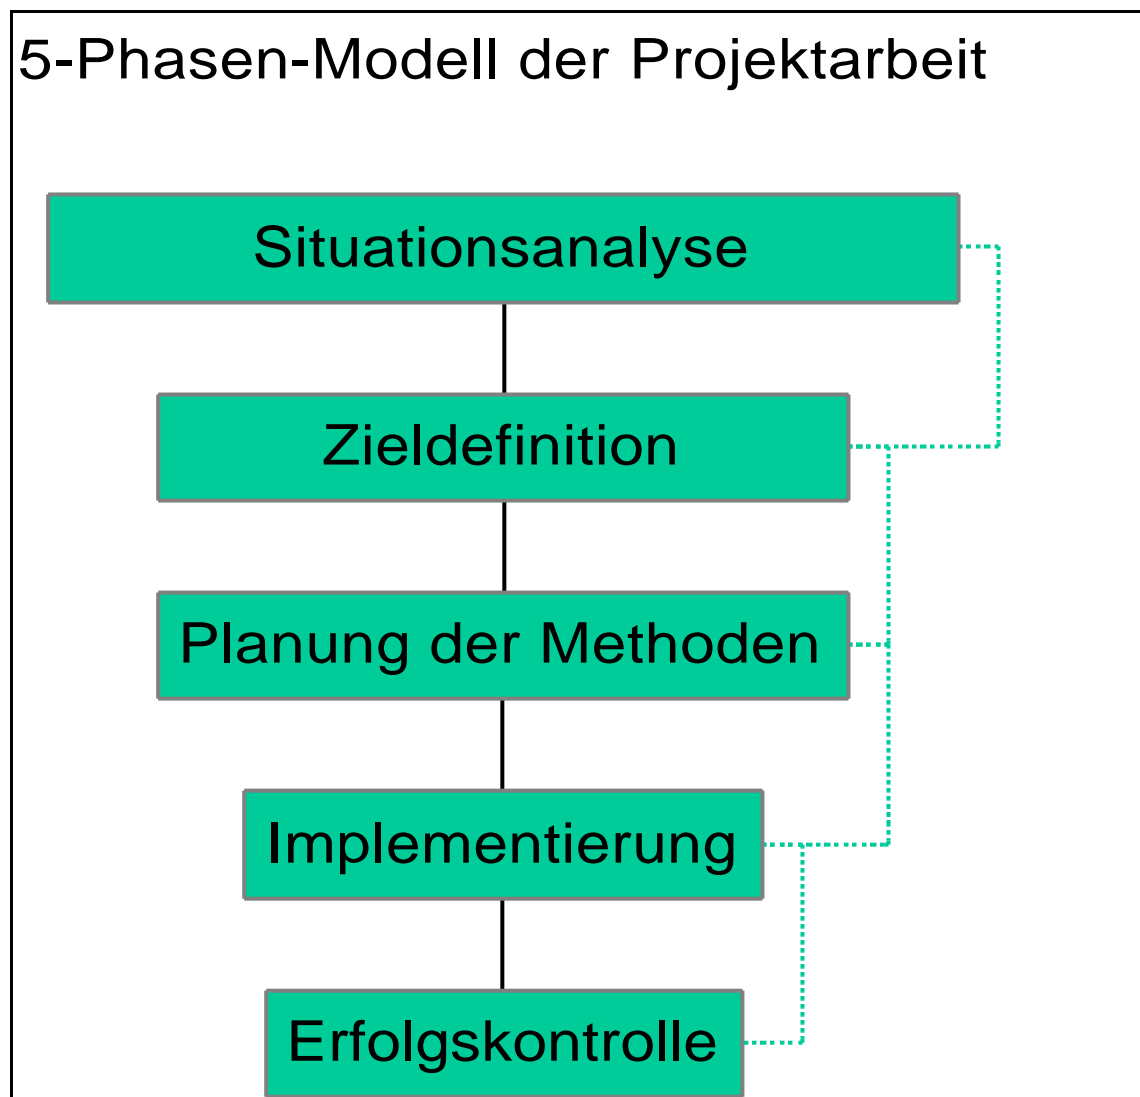 5-Phasen-Modell der Projektarbeit
Situationsanalyse
Zieldefinition
Planung der Methoden
Implementierung
Erfolgskontrolle